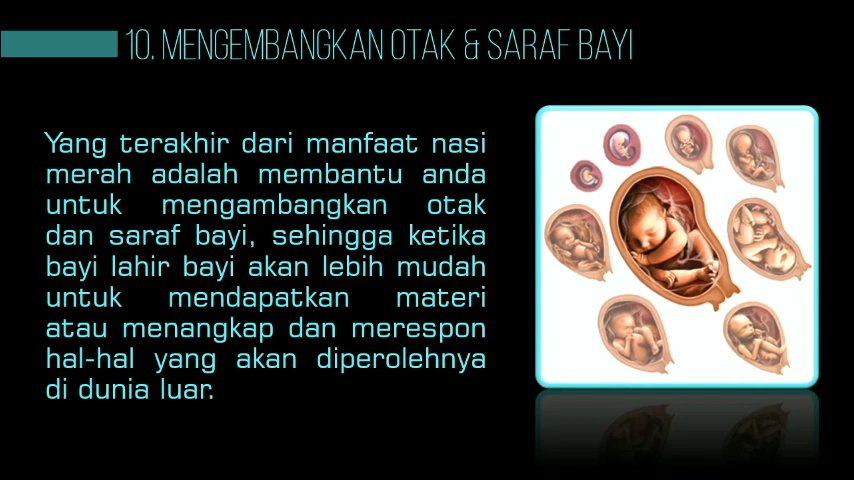 10. MENGEMBANGKAN OTAK & SARAF BAYI
Yang terakhir dari manfaat nasi
merah adalah membantu anda
untuk mengambangkan otak
dan saraf bayi, sehingga ketika
bayi lahir bayi akan lebih mudah
untuk mendapatkan materi
atau menangkap dan merespon
hal-hal yang akan diperolehnya
di dunia luar.